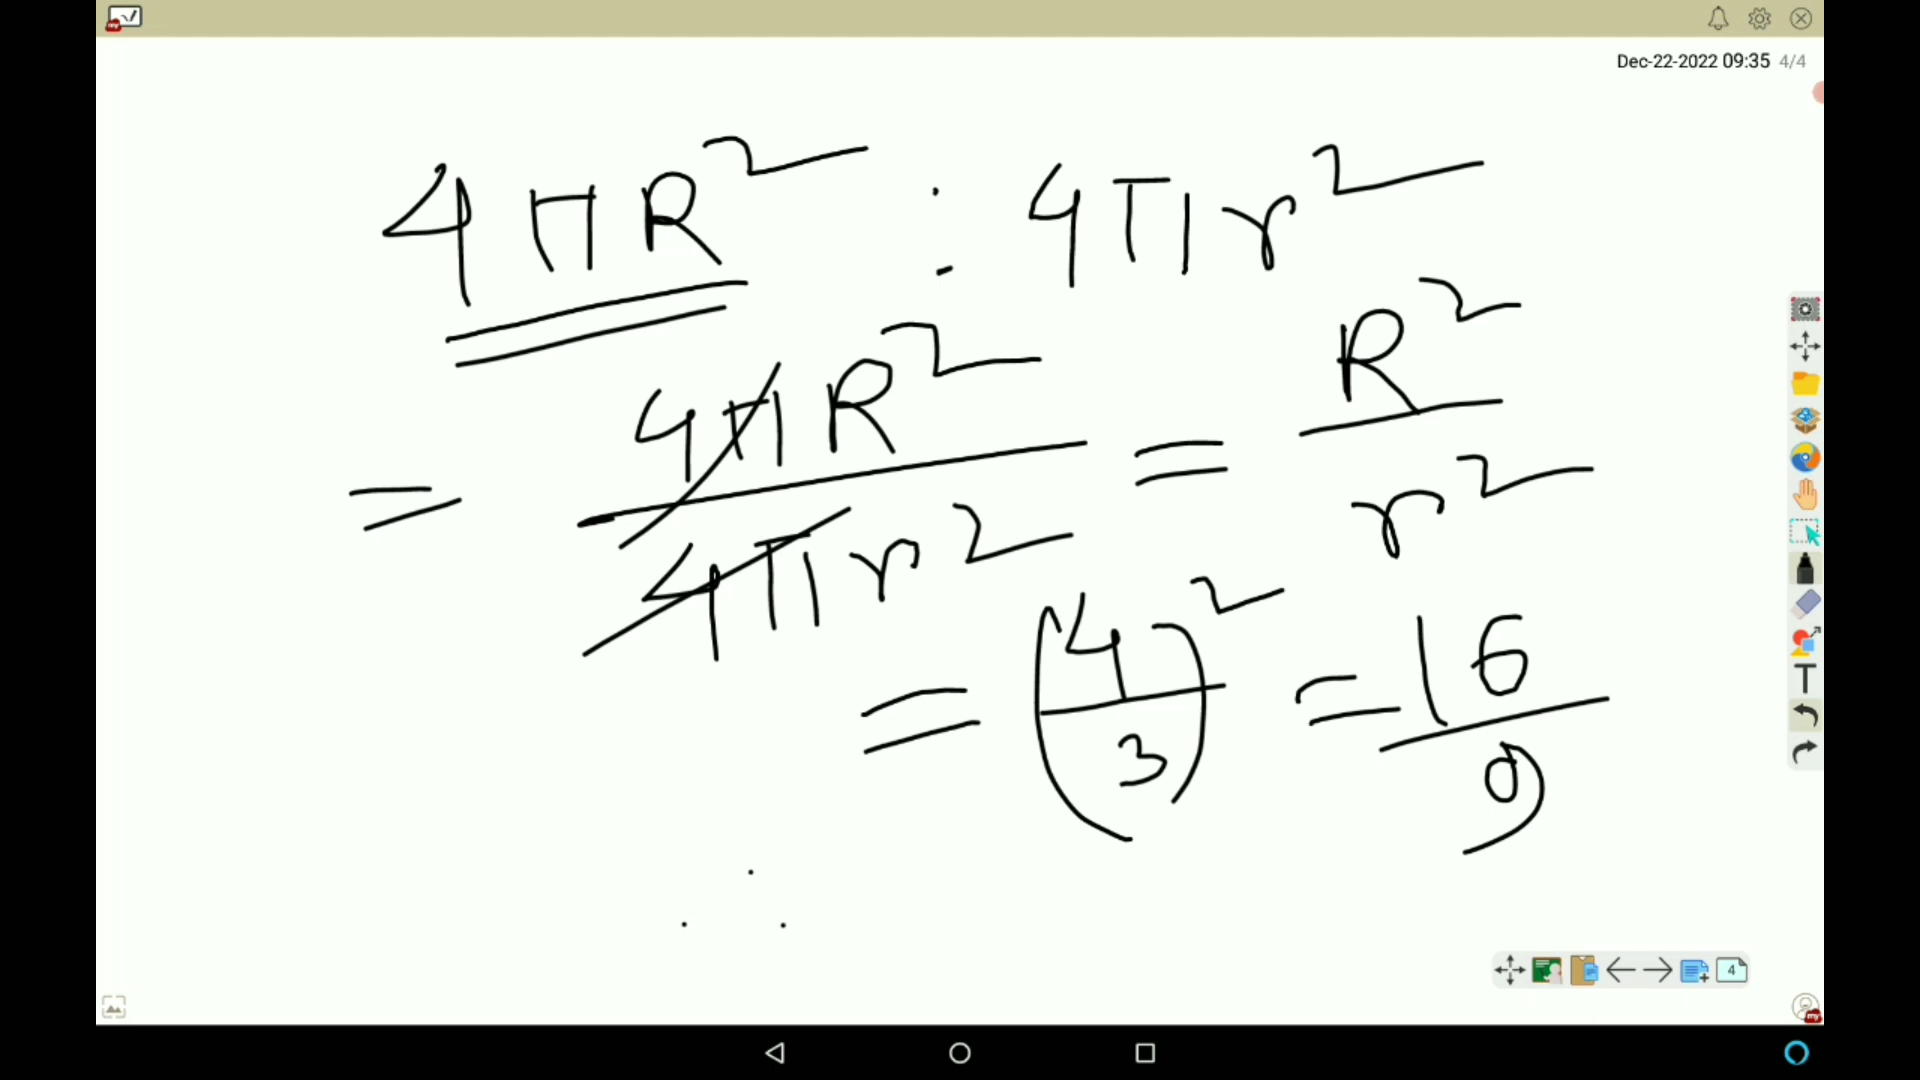 Dec-22-2022 09:35 4/4
4πR² : 4πr²
= 4πR² / 4πr² = R² / r²
= (4/3)² = 16/9
∴
T
4